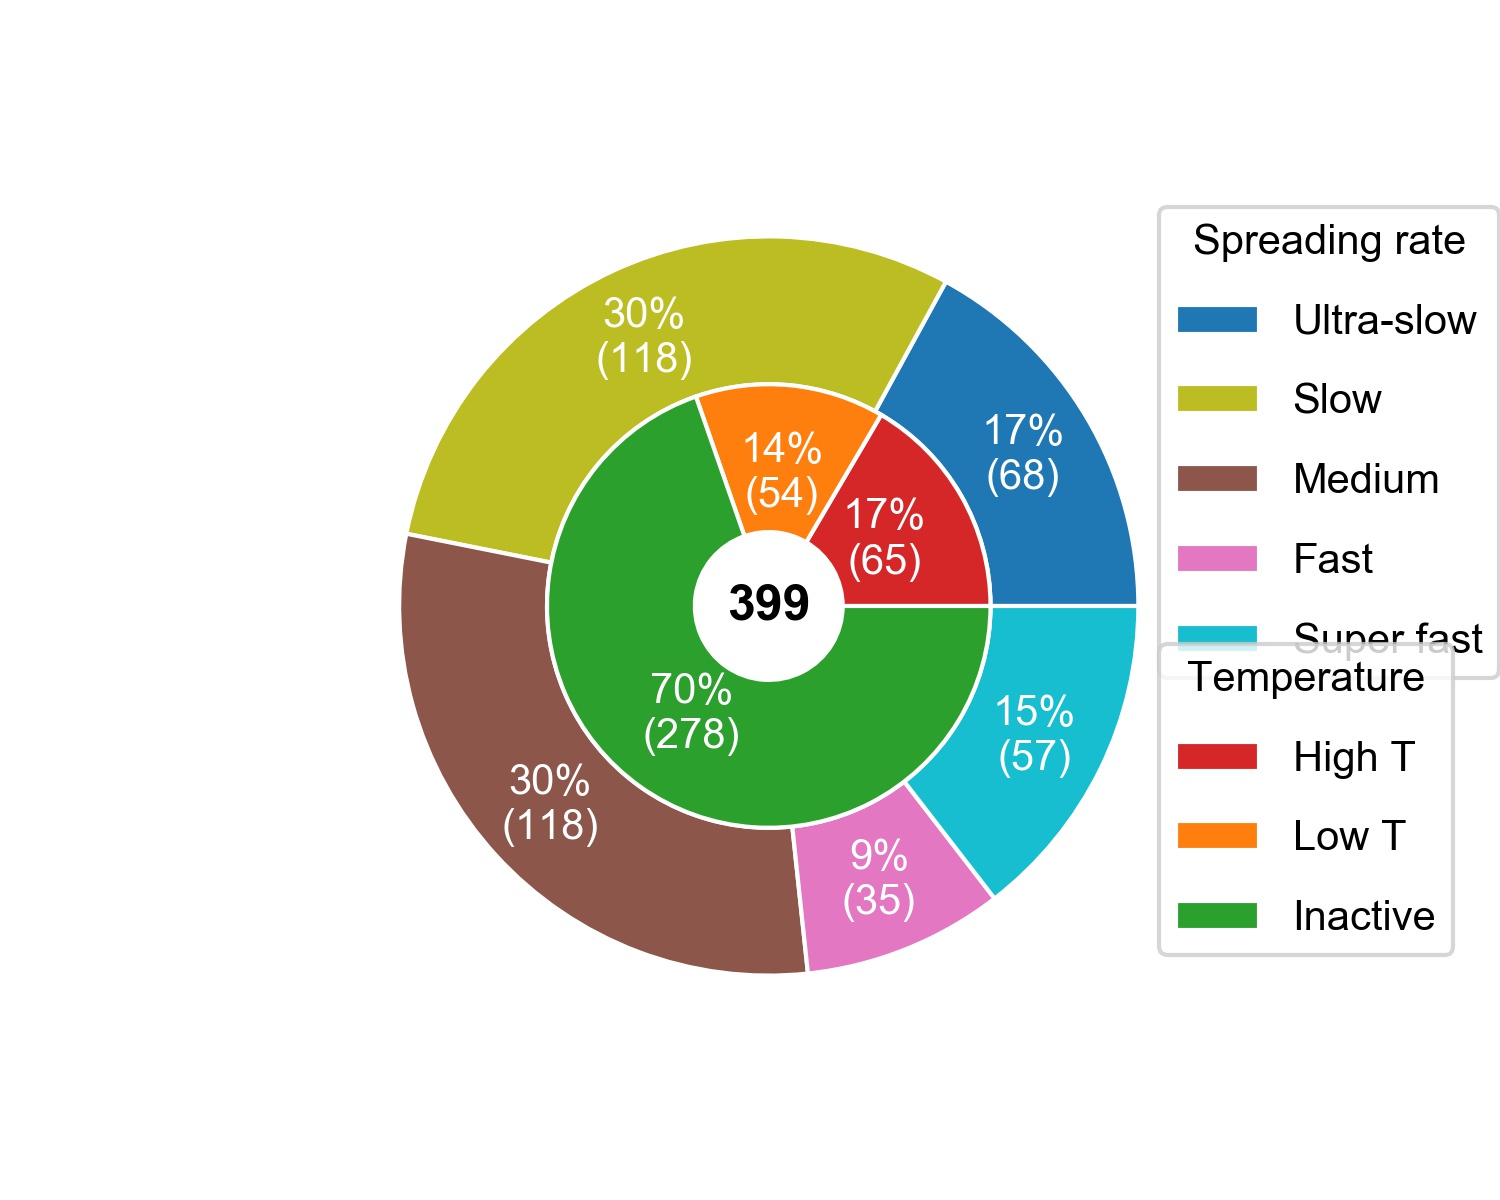 30%
(118)
17%
(68)
14%
(54)
17%
(65)
399
70%
(278)
15%
(57)
30%
(118)
9%
(35)
Spreading rate
Ultra-slow
Slow
Medium
Fast
Super fast
Temperature
High T
Low T
Inactive